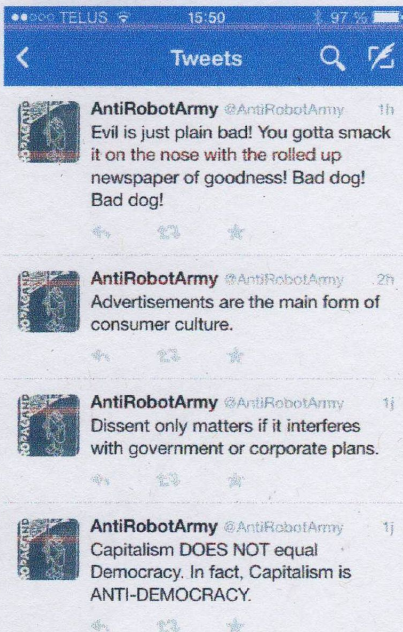 TELUS 15:50 97 %
Tweets
AntiRobotArmy @AntiRobotArmy 1h
Evil is just plain bad! You gotta smack
it on the nose with the rolled up
newspaper of goodness! Bad dog!
Bad dog!
AntiRobotArmy @AntiRobotArmy 2h
Advertisements are the main form of
consumer culture.
AntiRobotArmy @AntiRobotArmy 1j
Dissent only matters if it interferes
with government or corporate plans.
AntiRobotArmy @AntiRobotArmy 1j
Capitalism DOES NOT equal
Democracy. In fact, Capitalism is
ANTI-DEMOCRACY.